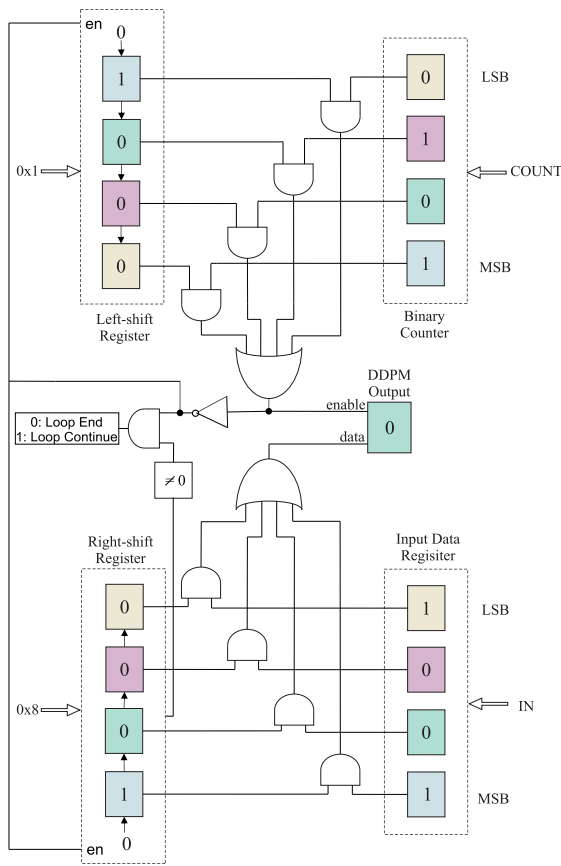 en
0
1
0
0
0
0x1
Left-shift
Register
0
1
0
1
LSB
COUNT
MSB
Binary
Counter
DDPM
Output
enable
data
0
0: Loop End
1: Loop Continue
≠0
Right-shift
Register
0
0
0
1
0
en
0x8
Input Data
Regisiter
1
0
0
1
LSB
IN
MSB